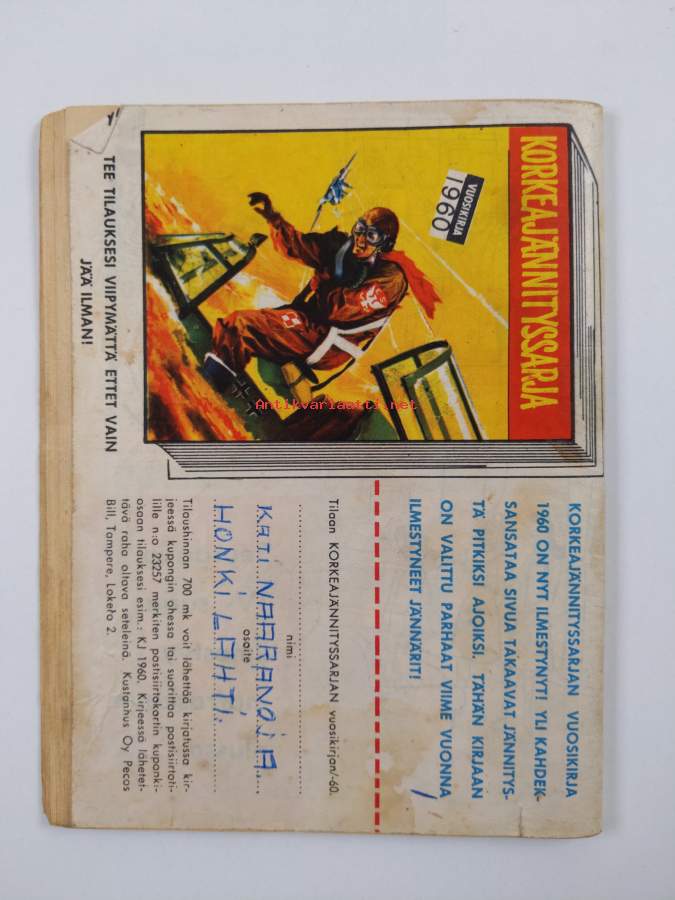 KORKEAJÄNNITYSSARJA
VUOSIKIRJA
1960
TEE TILAUKSESI VIIPYMÄTTÄ ETTET VAIN
JÄÄ ILMAN!
KORKEAJÄNNITYSSARJAN VUOSIKIRJA
1960 ON NYT ILMESTYNYT! YLI KAHDEK-
SANSATAA SIVUA TAKAAVAT JÄNNITYS-
TÄ PITKIKSI AJOIKSI. TÄHÄN KIRJAAN
ON VALITTU PARHAAT VIIME VUONNA
ILMESTYNEET JÄNNÄRIT!
Tilaan KORKEAJÄNNITYSSARJAN vuosikirjan/-60.
nimi
KATI NAARANOJA
osoite
HONKILAHTI
Tilaushinnan 700 mk voit lähettää kirjatussa kir-
jeessä kupongin ohessa tai suorittaa postisiirtoti-
lille n:o 23257 merkiten postisiirtokortin kuponki-
osaan tilauksesi esim.: KJ 1960. Kirjeessä lähetet-
tävä raha oltava seteleinä. Kustannus Oy Pecos
Bill, Tampere, Lokero 2.
Antikvariaatti.net